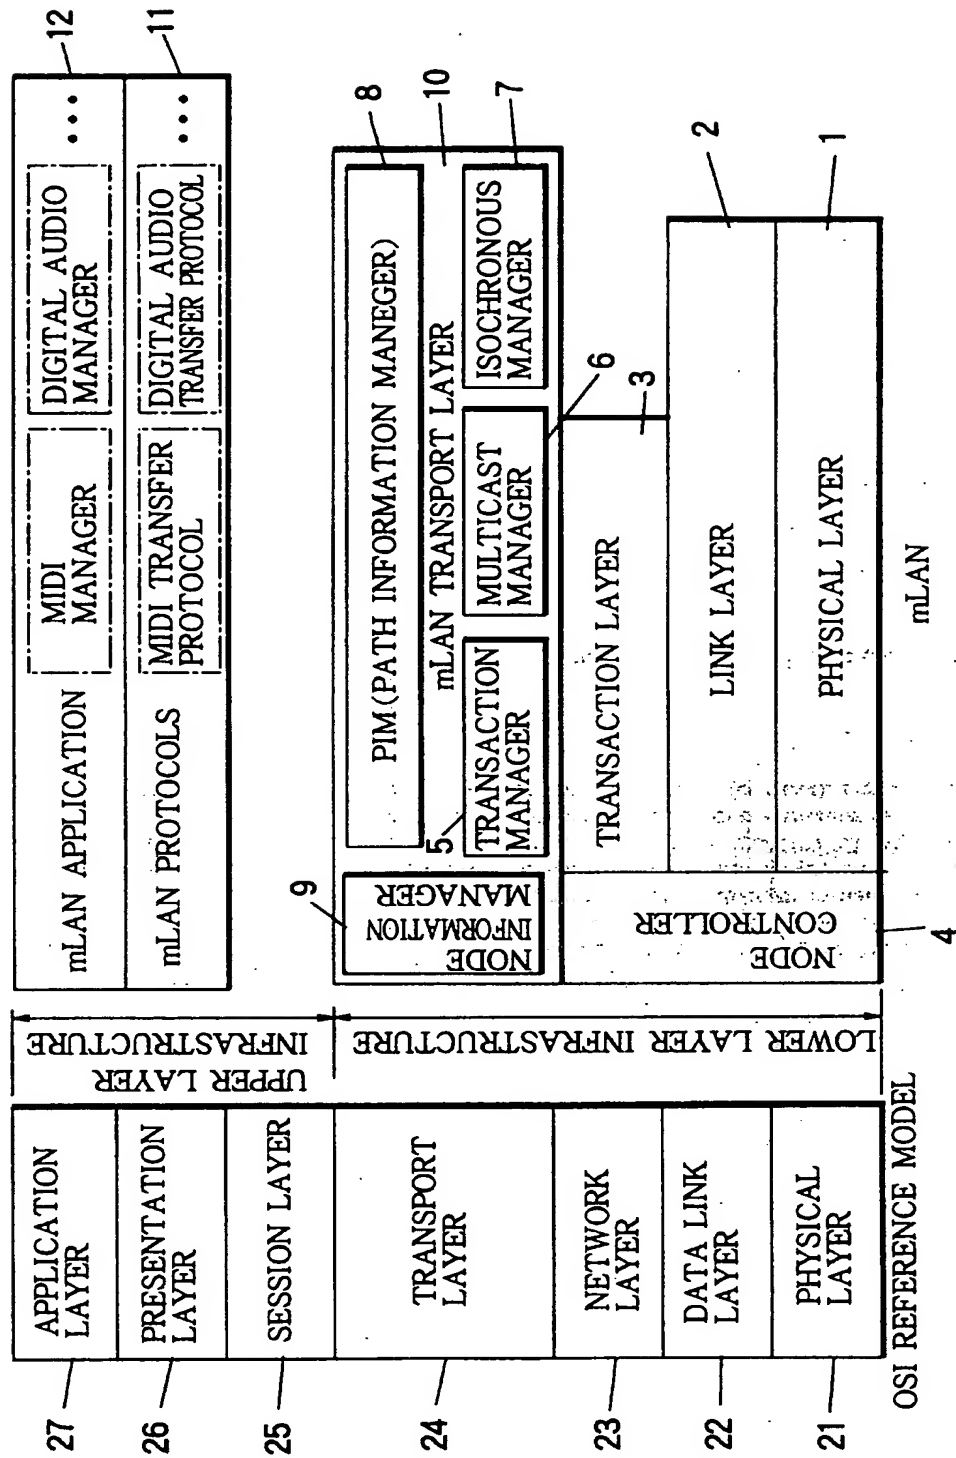 27
APPLICATION
LAYER
26
PRESENTATION
LAYER
25
SESSION LAYER
24
TRANSPORT
LAYER
23
NETWORK
LAYER
22
DATA LINK
LAYER
21
PHYSICAL
LAYER
OSI REFERENCE MODEL
UPPER LAYER
INFRASTRUCTURE
LOWER LAYER INFRASTRUCTURE
mLAN APPLICATION
MIDI
MANAGER
DIGITAL AUDIO
MANAGER
•••
12
mLAN PROTOCOLS
MIDI TRANSFER
PROTOCOL
DIGITAL AUDIO
TRANSFER PROTOCOL
•••
11
9
NODE
INFORMATION
MANAGER
PIM(PATH INFORMATION MANEGER)
8
mLAN TRANSPORT LAYER
10
5
TRANSACTION
MANAGER
MULTICAST
MANAGER
6
ISOCHRONOUS
MANAGER
7
NODE
CONTROLLER
4
TRANSACTION LAYER
3
LINK LAYER
2
PHYSICAL LAYER
1
mLAN